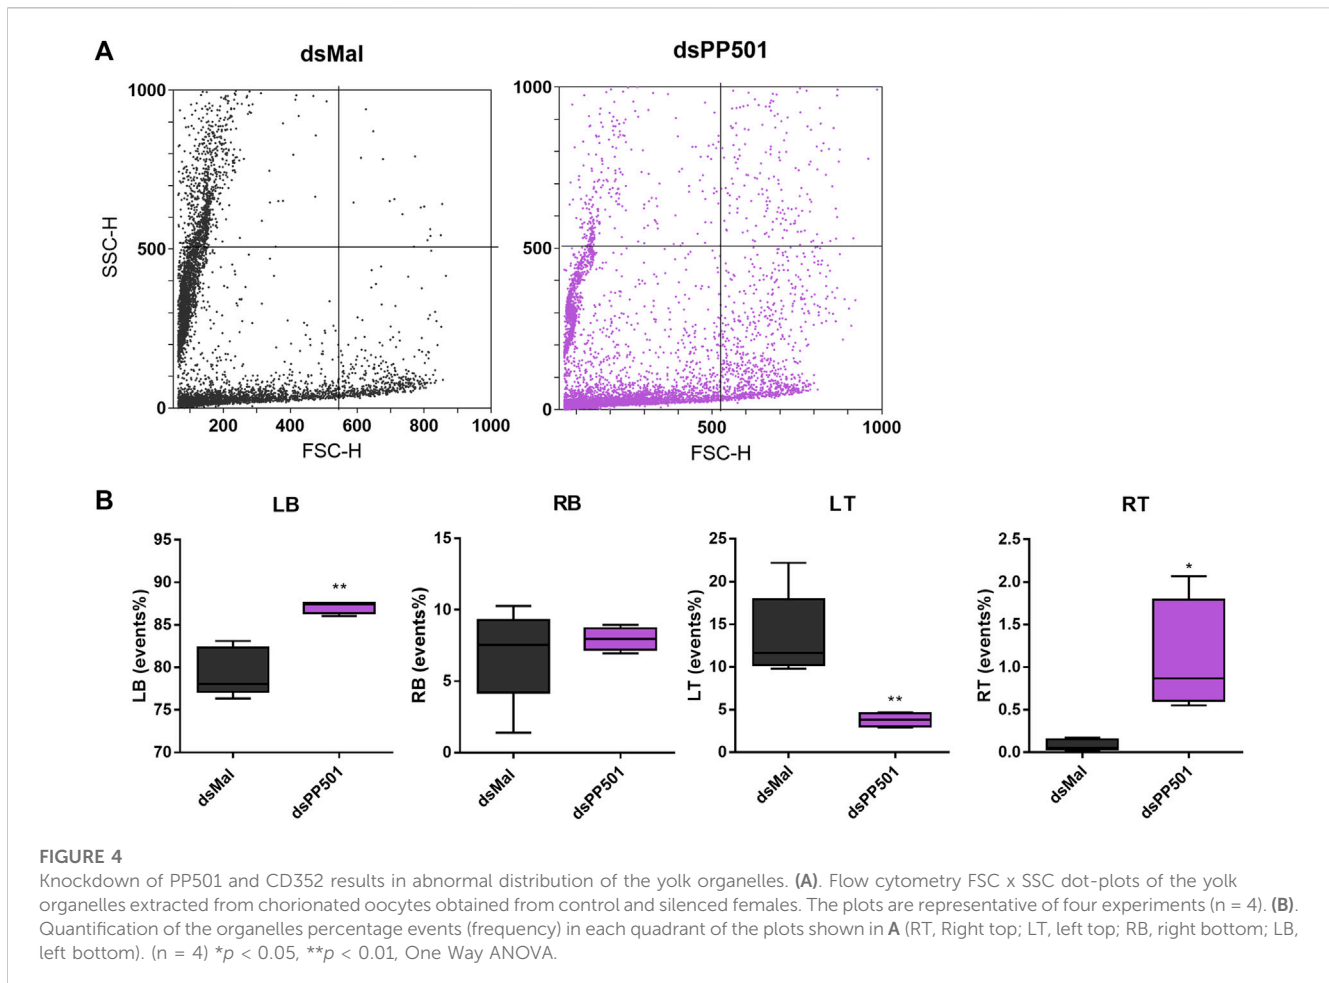 A
dsMal
dsPP501
1000
500
0
SSC-H
200
400
600
800
1000
FSC-H
1000
500
0
500
1000
FSC-H
B
LB
RB
LT
RT
95
90
85
80
75
70
LB (events%)
**
dsMal
dsPP501
15
10
5
0
RB (events%)
dsMal
dsPP501
25
20
15
10
5
0
LT (events%)
**
dsMal
dsPP501
2.5
2.0
1.5
1.0
0.5
0.0
RT (events%)
*
dsMal
dsPP501
FIGURE 4
Knockdown of PP501 and CD352 results in abnormal distribution of the yolk organelles. (A). Flow cytometry FSC x SSC dot-plots of the yolk
organelles extracted from chorionated oocytes obtained from control and silenced females. The plots are representative of four experiments (n = 4). (B).
Quantification of the organelles percentage events (frequency) in each quadrant of the plots shown in A (RT, Right top; LT, left top; RB, right bottom; LB,
left bottom). (n = 4) *p < 0.05, **p < 0.01, One Way ANOVA.